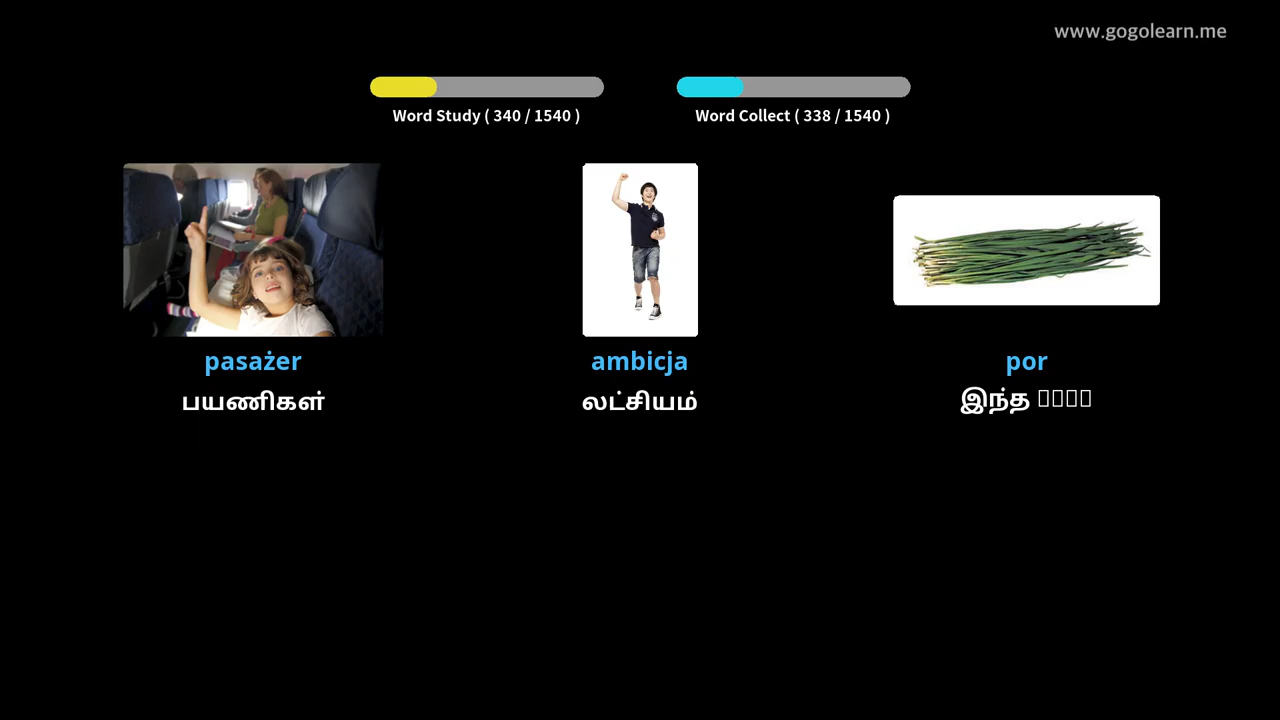 www.gogolearn.me
Word Study ( 340 / 1540 )
Word Collect ( 338 / 1540 )
pasażer
ambicja
por
பயணிகள்
லட்சியம்
இந்த